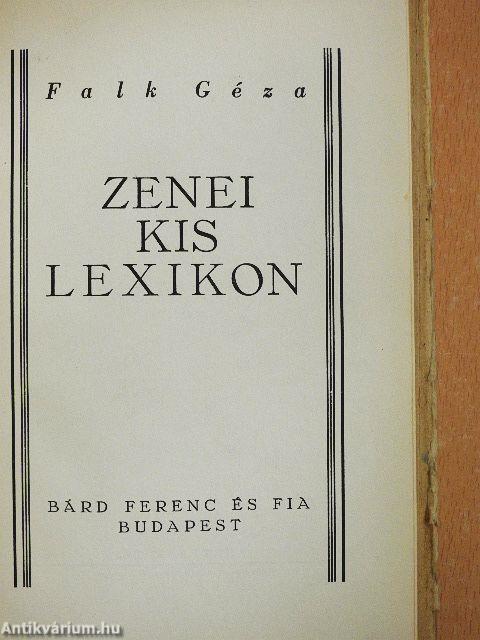 Falk Géza
ZENEI
KIS
LEXIKON
BÁRD FERENC ÉS FIA
BUDAPEST
Antikvárium.hu